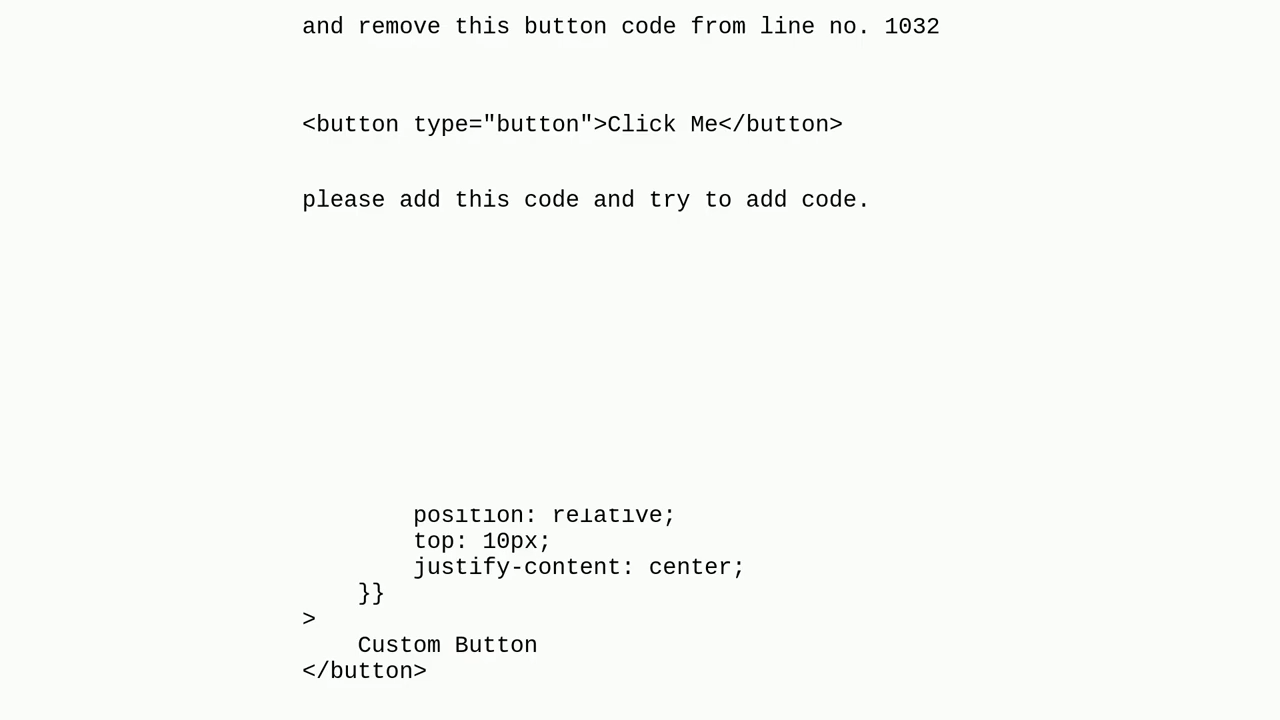 and remove this button code from line no. 1032
<button type="button">Click Me</button>
please add this code and try to add code.
        position: relative;
        top: 10px;
        justify-content: center;
    }}
>
    Custom Button
</button>